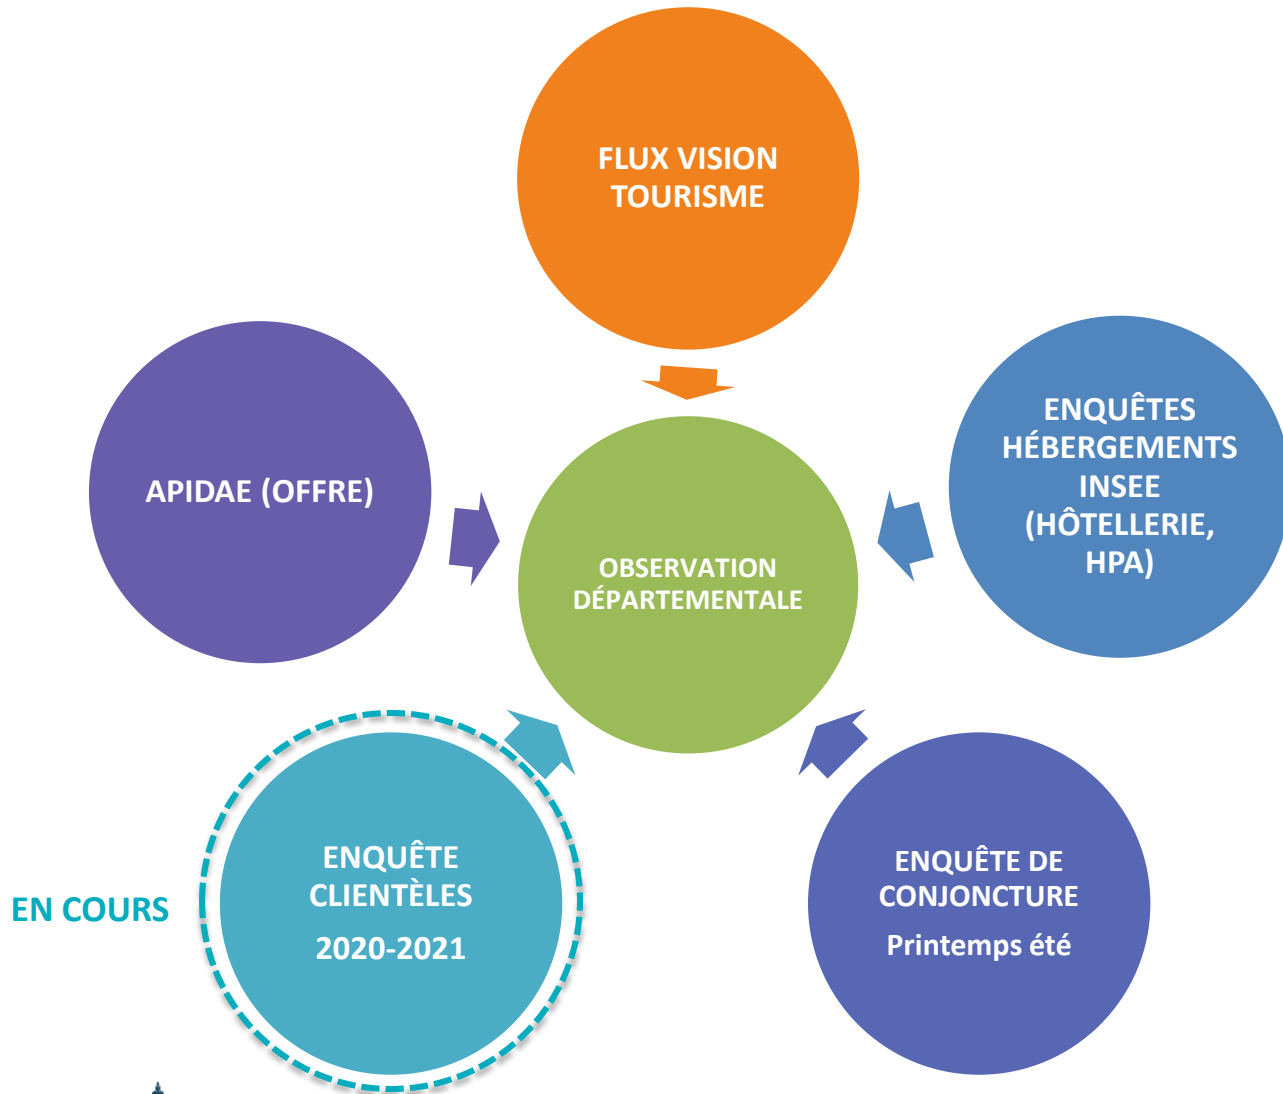 FLUX VISION
TOURISME
APIDAE (OFFRE)
ENQUÊTES
HÉBERGEMENTS
INSEE
(HÔTELLERIE,
HPA)
OBSERVATION
DÉPARTEMENTALE
EN COURS
ENQUÊTE
CLIENTÈLES
2020-2021
ENQUÊTE DE
CONJONCTURE
Printemps été